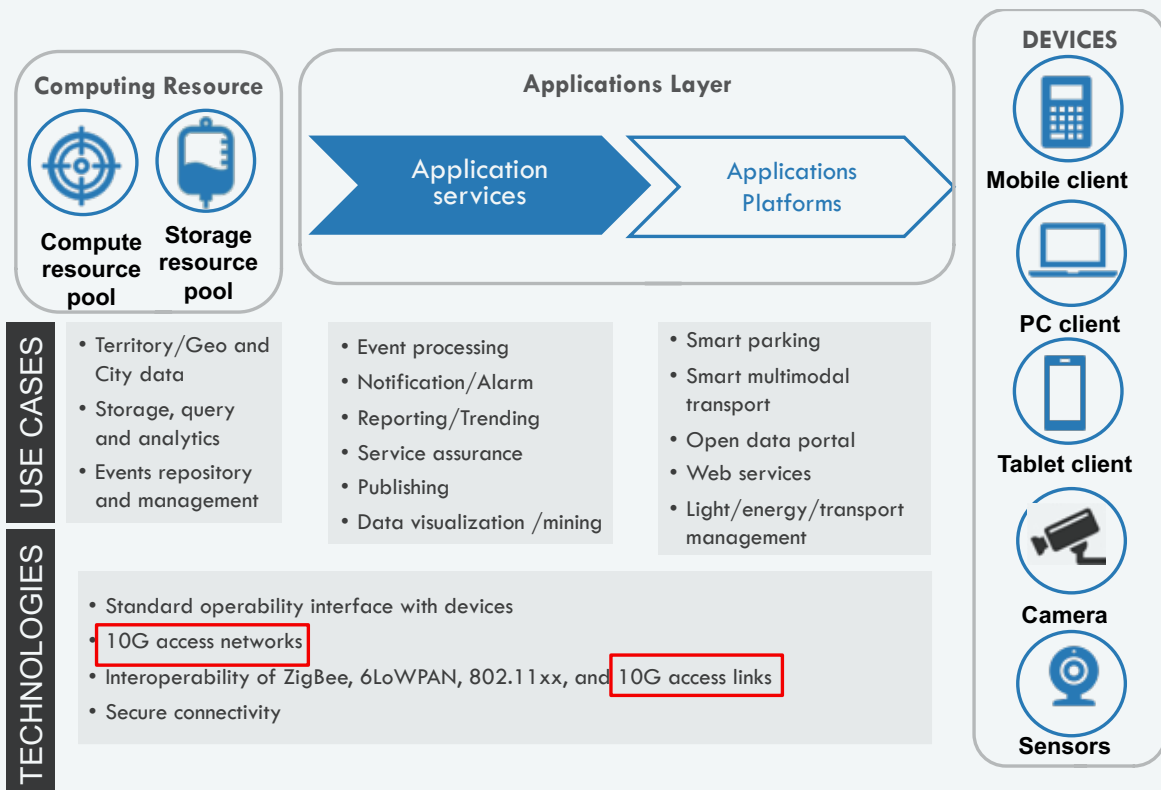 Computing Resource
Compute
resource
pool
Storage
resource
pool
Applications Layer
Application
services
Applications
Platforms
DEVICES
Mobile client
PC client
Tablet client
Camera
Sensors
USE CASES
• Territory/Geo and
City data
• Storage, query
and analytics
• Events repository
and management
• Event processing
• Notification/Alarm
• Reporting/Trending
• Service assurance
• Publishing
• Data visualization /mining
• Smart parking
• Smart multimodal
transport
• Open data portal
• Web services
• Light/energy/transport
management
TECHNOLOGIES
• Standard operability interface with devices
• 10G access networks
• Interoperability of ZigBee, 6LoWPAN, 802.11xx, and 10G access links
• Secure connectivity